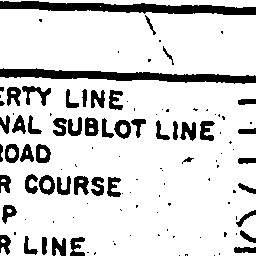 ERTY LINE
NAL SUBLOT LINE
ROAD
R COURSE
P
R LINE